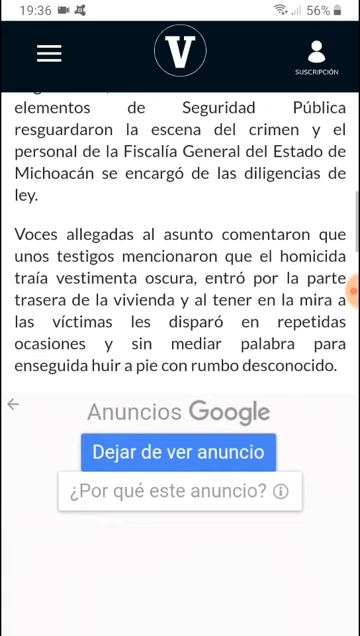 19:36
56%
V
SUSCRIPCIÓN
elementos de Seguridad Pública
resguardaron la escena del crimen y el
personal de la Fiscalía General del Estado de
Michoacán se encargó de las diligencias de
ley.
Voces allegadas al asunto comentaron que
unos testigos mencionaron que el homicida
traía vestimenta oscura, entró por la parte
trasera de la vivienda y al tener en la mira a
las víctimas les disparó en repetidas
ocasiones y sin mediar palabra para
enseguida huir a pie con rumbo desconocido.
Anuncios Google
Dejar de ver anuncio
¿Por qué este anuncio?